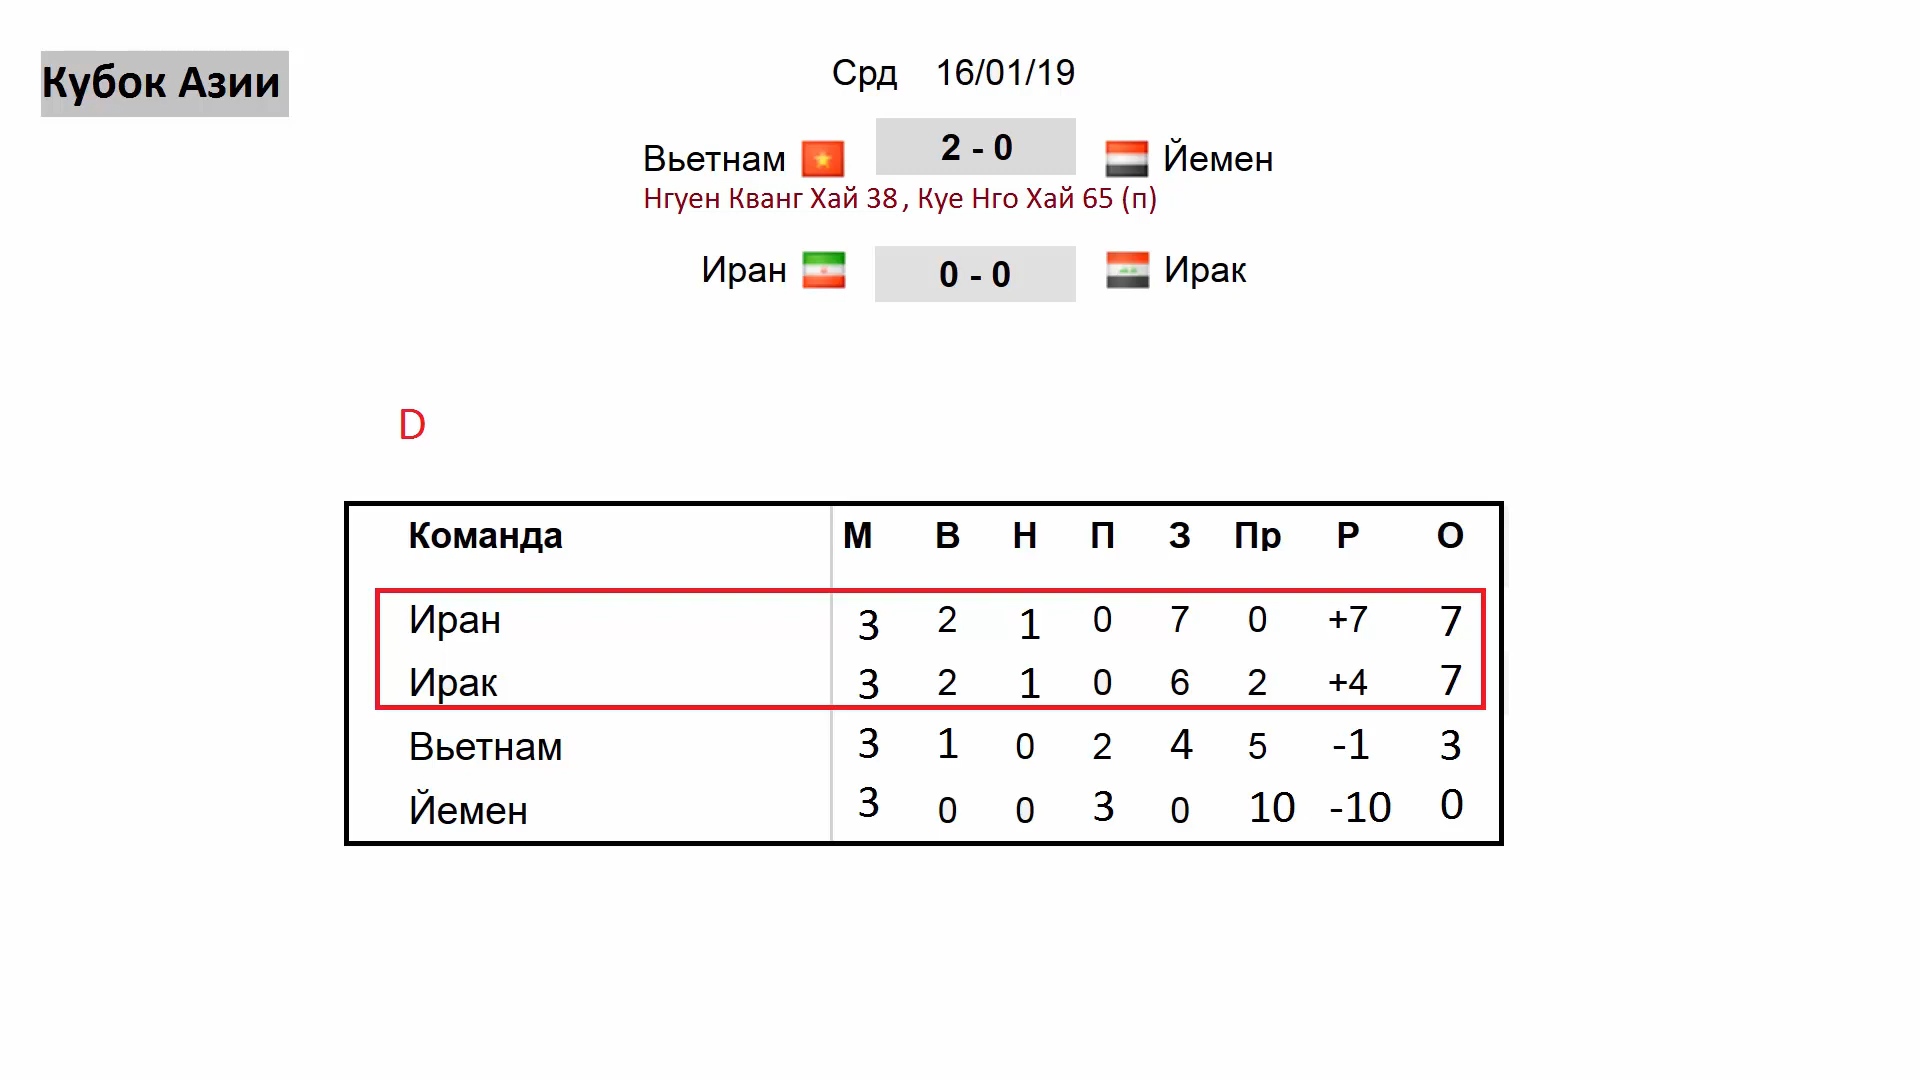 Кубок Азии
Срд 16/01/19
Вьетнам 2 - 0 Йемен
Нгуен Кванг Хай 38, Куе Нго Хай 65 (п)
Иран 0 - 0 Ирак
D
Команда М В Н П З Пр Р О
Иран 3 2 1 0 7 0 +7 7
Ирак 3 2 1 0 6 2 +4 7
Вьетнам 3 1 0 2 4 5 -1 3
Йемен 3 0 0 3 0 10 -10 0